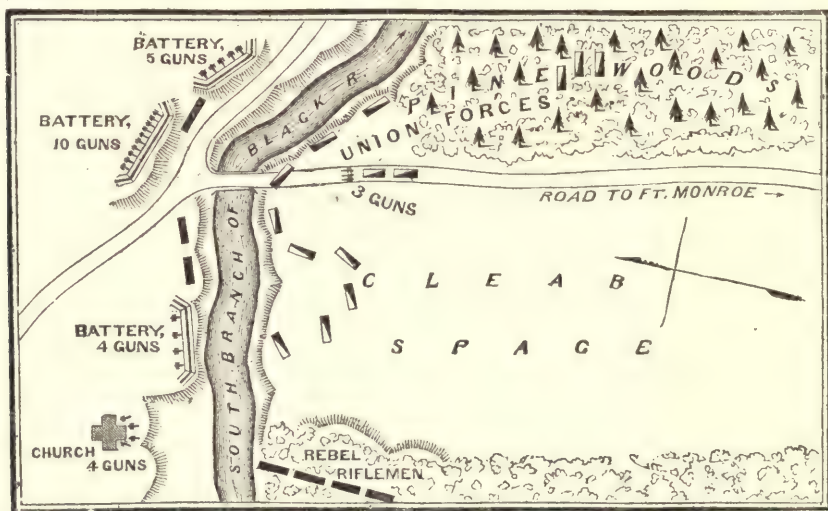 BATTERY,
5 GUNS
BATTERY,
10 GUNS
BLACK R.
PINE WOODS
UNION FORCES
3 GUNS
ROAD TO FT. MONROE
SOUTH BRANCH OF
CLEAB
SPACE
BATTERY,
4 GUNS
CHURCH
4 GUNS
REBEL
RIFLEMEN